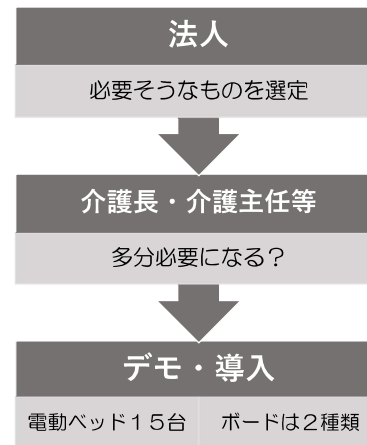 法人
必要そうなものを選定
介護長・介護主任等
多分必要になる？
デモ・導入
電動ベッド１５台　ボードは２種類